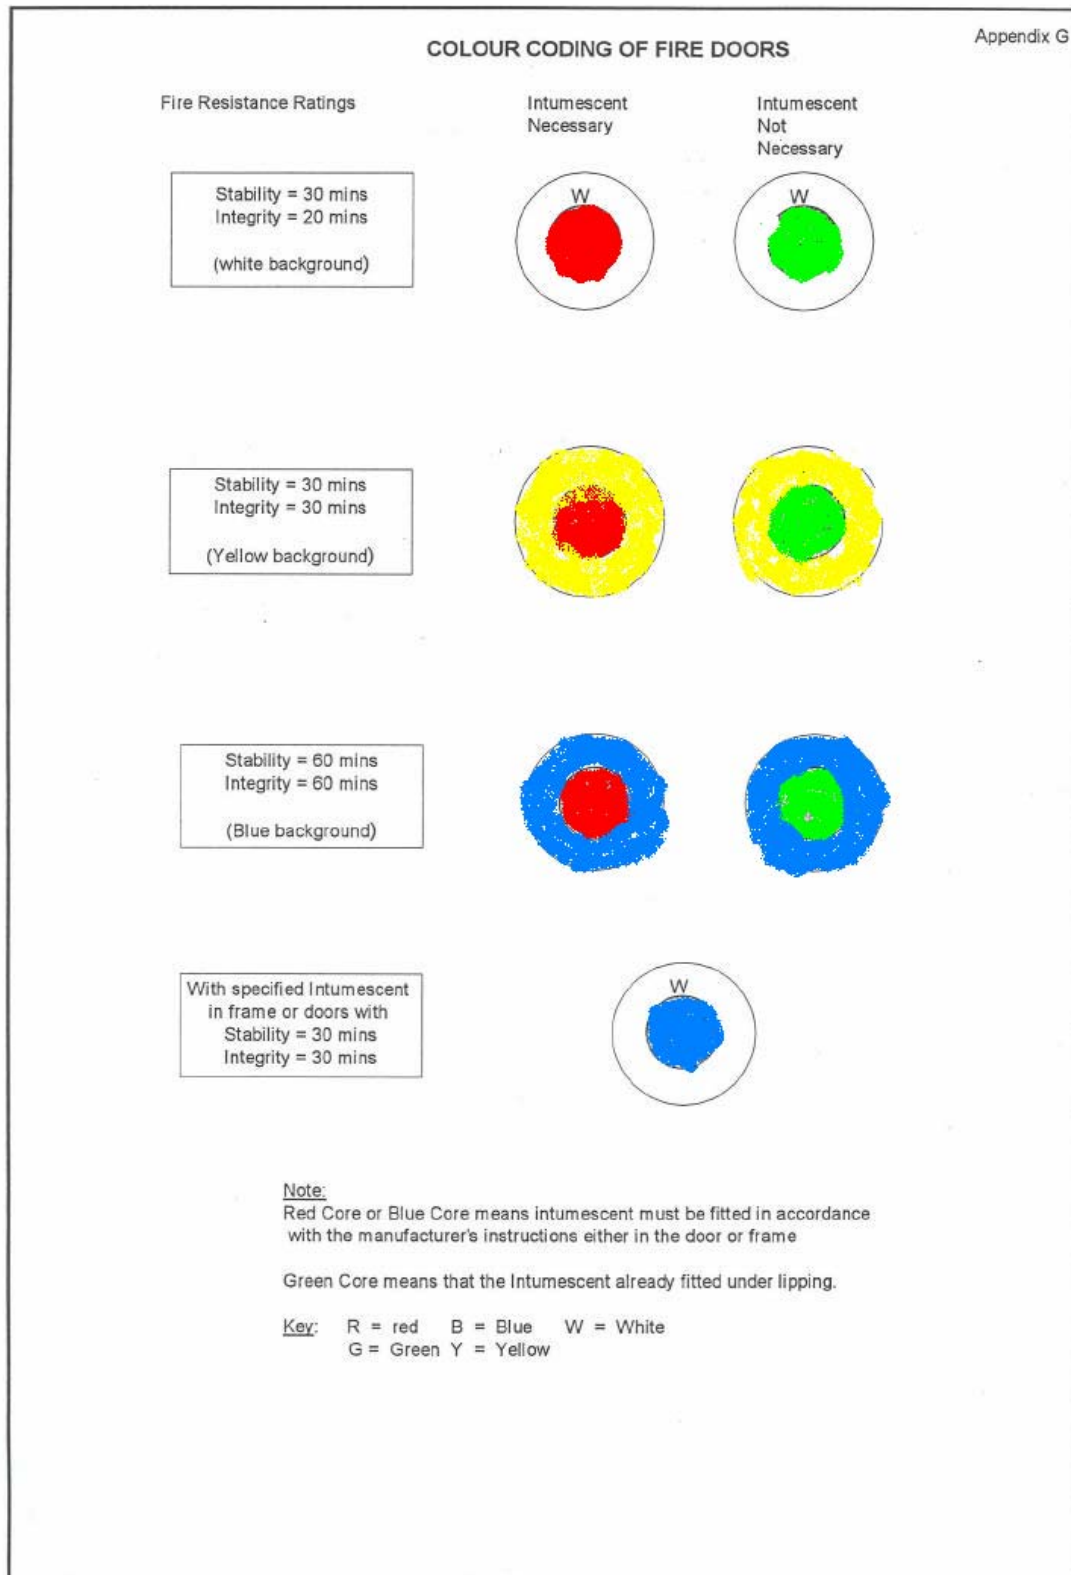 Appendix G
COLOUR CODING OF FIRE DOORS
Fire Resistance Ratings
Intumescent
Necessary
Intumescent
Not
Necessary
Stability = 30 mins
Integrity = 20 mins
(white background)
W
W
Stability = 30 mins
Integrity = 30 mins
(Yellow background)
Stability = 60 mins
Integrity = 60 mins
(Blue background)
With specified Intumescent
in frame or doors with
Stability = 30 mins
Integrity = 30 mins
W
Note:
Red Core or Blue Core means intumescent must be fitted in accordance
with the manufacturer's instructions either in the door or frame
Green Core means that the Intumescent already fitted under lipping.
Key: R = red B = Blue W = White
G = Green Y = Yellow